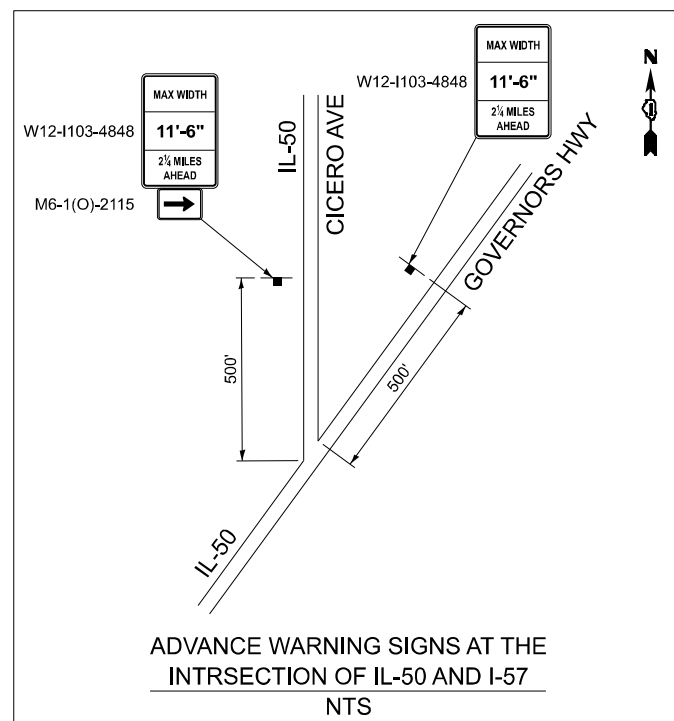 MAX WIDTH
11'-6"
2¼ MILES
AHEAD
W12-I103-4848
N
MAX WIDTH
11'-6"
2¼ MILES
AHEAD
W12-I103-4848
M6-1(O)-2115
IL-50
CICERO AVE
GOVERNORS HWY
500'
500'
IL-50
ADVANCE WARNING SIGNS AT THE
INTRSECTION OF IL-50 AND I-57
NTS